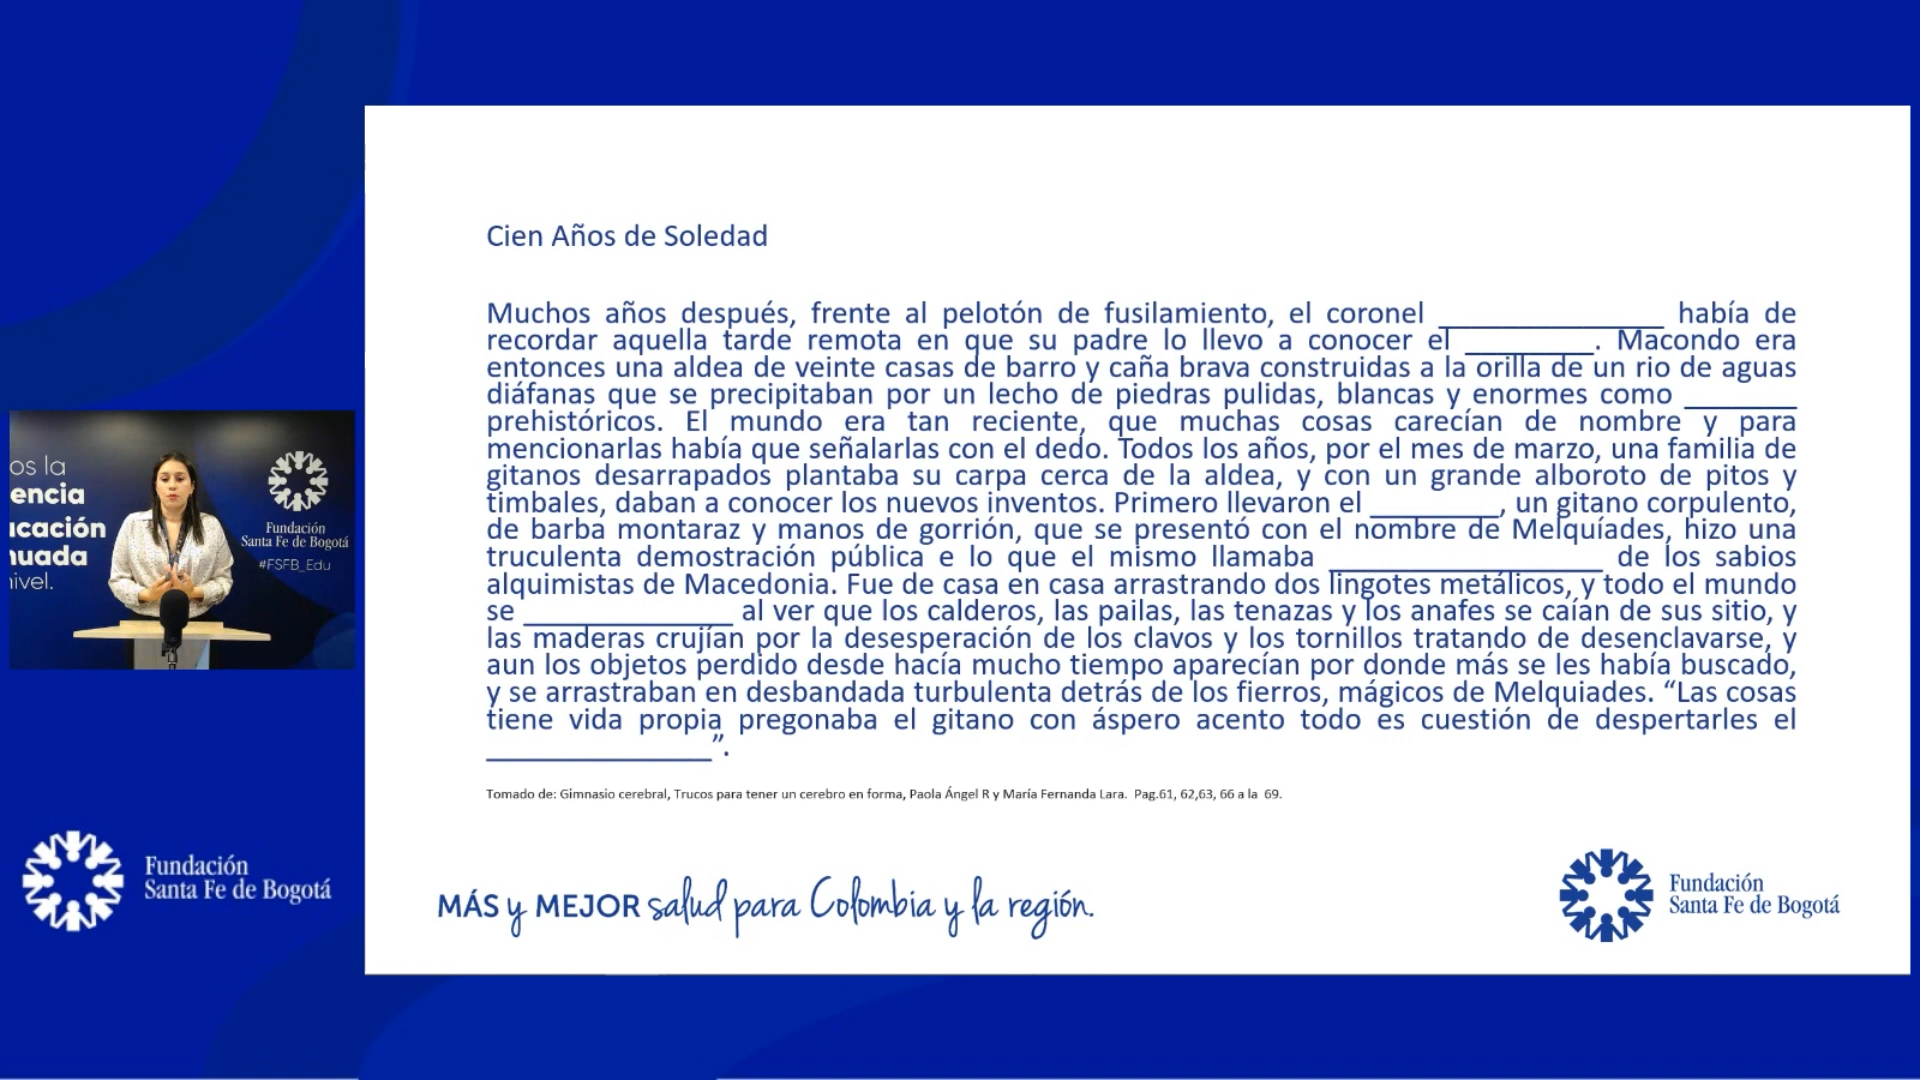 Cien Años de Soledad
Muchos años después, frente al pelotón de fusilamiento, el coronel ______________ había de
recordar aquella tarde remota en que su padre lo llevo a conocer el ________. Macondo era
entonces una aldea de veinte casas de barro y caña brava construidas a la orilla de un rio de aguas
diáfanas que se precipitaban por un lecho de piedras pulidas, blancas y enormes como _______
prehistóricos. El mundo era tan reciente, que muchas cosas carecían de nombre y para
mencionarlas había que señalarlas con el dedo. Todos los años, por el mes de marzo, una familia de
gitanos desarrapados plantaba su carpa cerca de la aldea, y con un grande alboroto de pitos y
timbales, daban a conocer los nuevos inventos. Primero llevaron el ________, un gitano corpulento,
de barba montaraz y manos de gorrión, que se presentó con el nombre de Melquíades, hizo una
truculenta demostración pública e lo que el mismo llamaba _________________ de los sabios
alquimistas de Macedonia. Fue de casa en casa arrastrando dos lingotes metálicos, y todo el mundo
se _____________ al ver que los calderos, las pailas, las tenazas y los anafes se caían de sus sitio, y
las maderas crujían por la desesperación de los clavos y los tornillos tratando de desenclavarse, y
aun los objetos perdido desde hacía mucho tiempo aparecían por donde más se les había buscado,
y se arrastraban en desbandada turbulenta detrás de los fierros, mágicos de Melquiades. “Las cosas
tiene vida propia pregonaba el gitano con áspero acento todo es cuestión de despertarles el
______________”.
Tomado de: Gimnasio cerebral, Trucos para tener un cerebro en forma, Paola Ángel R y María Fernanda Lara. Pag.61, 62,63, 66 a la 69.
MÁS y MEJOR salud para Colombia y la región.
Fundación
Santa Fe de Bogotá
os la
encia
ucación
nuada
nivel.
Fundación
Santa Fe de Bogotá
#FSFB_Edu
Fundación
Santa Fe de Bogotá